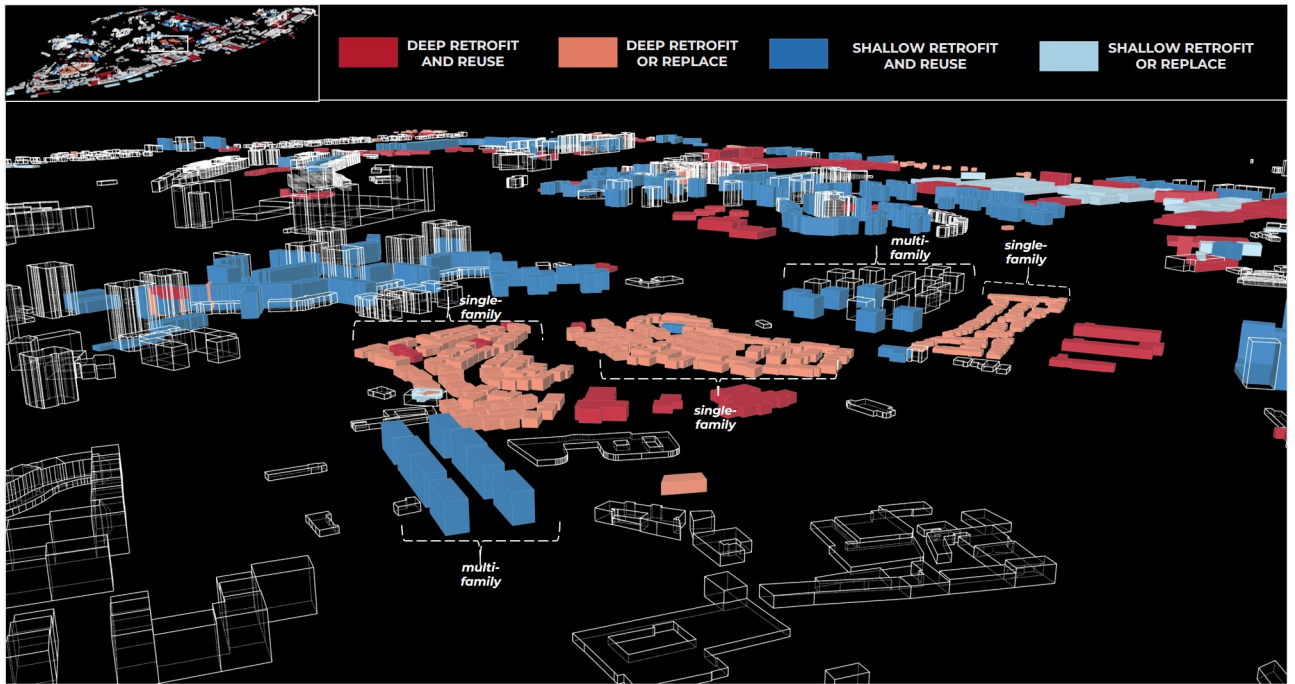 DEEP RETROFIT
AND REUSE
DEEP RETROFIT
OR REPLACE
SHALLOW RETROFIT
AND REUSE
SHALLOW RETROFIT
OR REPLACE
multi-
family
single-
family
single-
family
single-
family
multi-
family